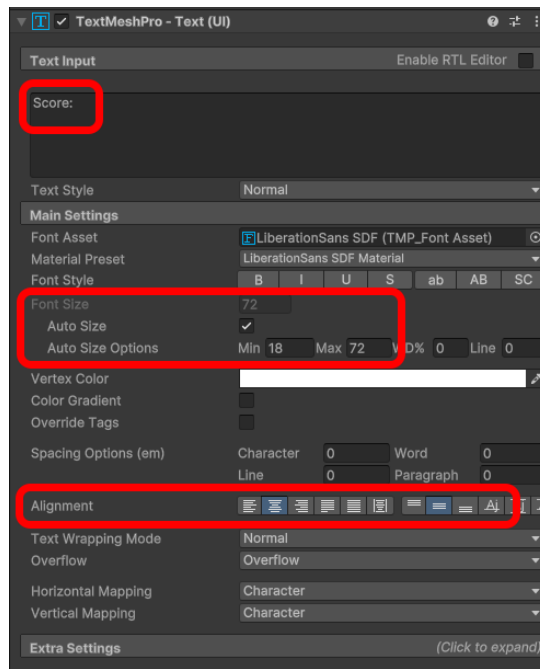 TextMeshPro - Text (UI)
Text Input Enable RTL Editor
Score:
Text Style Normal
Main Settings
Font Asset LiberationSans SDF (TMP_Font Asset)
Material Preset LiberationSans SDF Material
Font Style B I U S ab AB SC
Font Size 72
Auto Size
Auto Size Options Min 18 Max 72 WD% 0 Line 0
Vertex Color
Color Gradient
Override Tags
Spacing Options (em) Character 0 Word 0
Line 0 Paragraph 0
Alignment
Text Wrapping Mode Normal
Overflow Overflow
Horizontal Mapping Character
Vertical Mapping Character
Extra Settings (Click to expand)